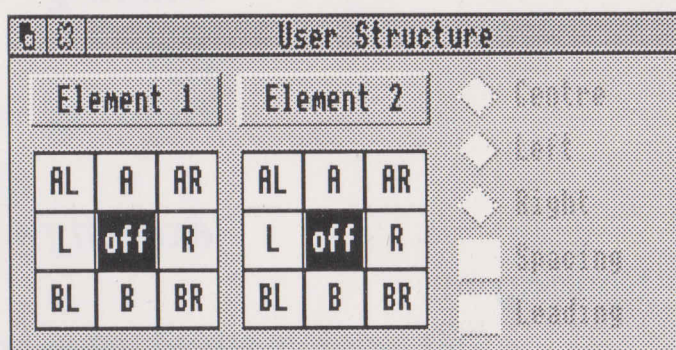 User Structure
Element 1 Element 2 Centre
Left
AL A AR AL A AR
Right
L off R L off R
Spacing
BL B BR BL B BR
Leading